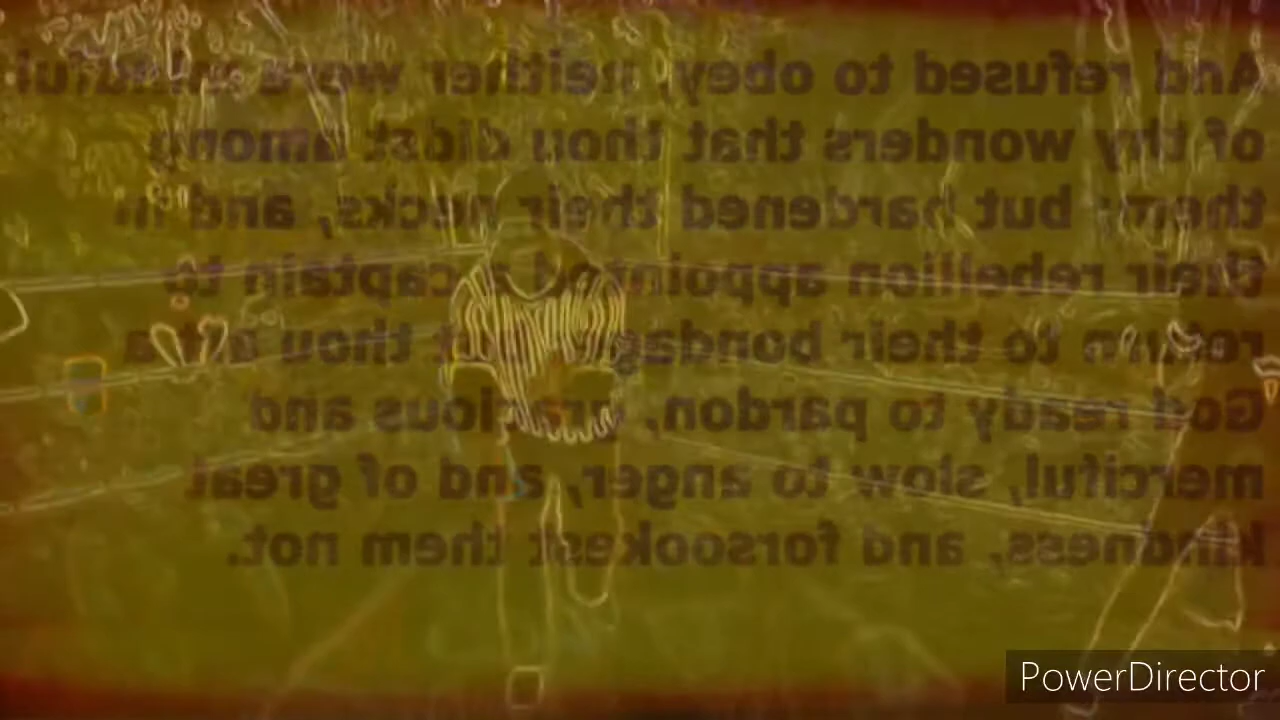 And refused to obey, neither were mindful
of thy wonders that thou didst among
them; but hardened their necks, and in
their rebellion appointed a captain to
return to their bondage: but thou art a
God ready to pardon, gracious and
merciful, slow to anger, and of great
kindness, and forsookest them not.
PowerDirector